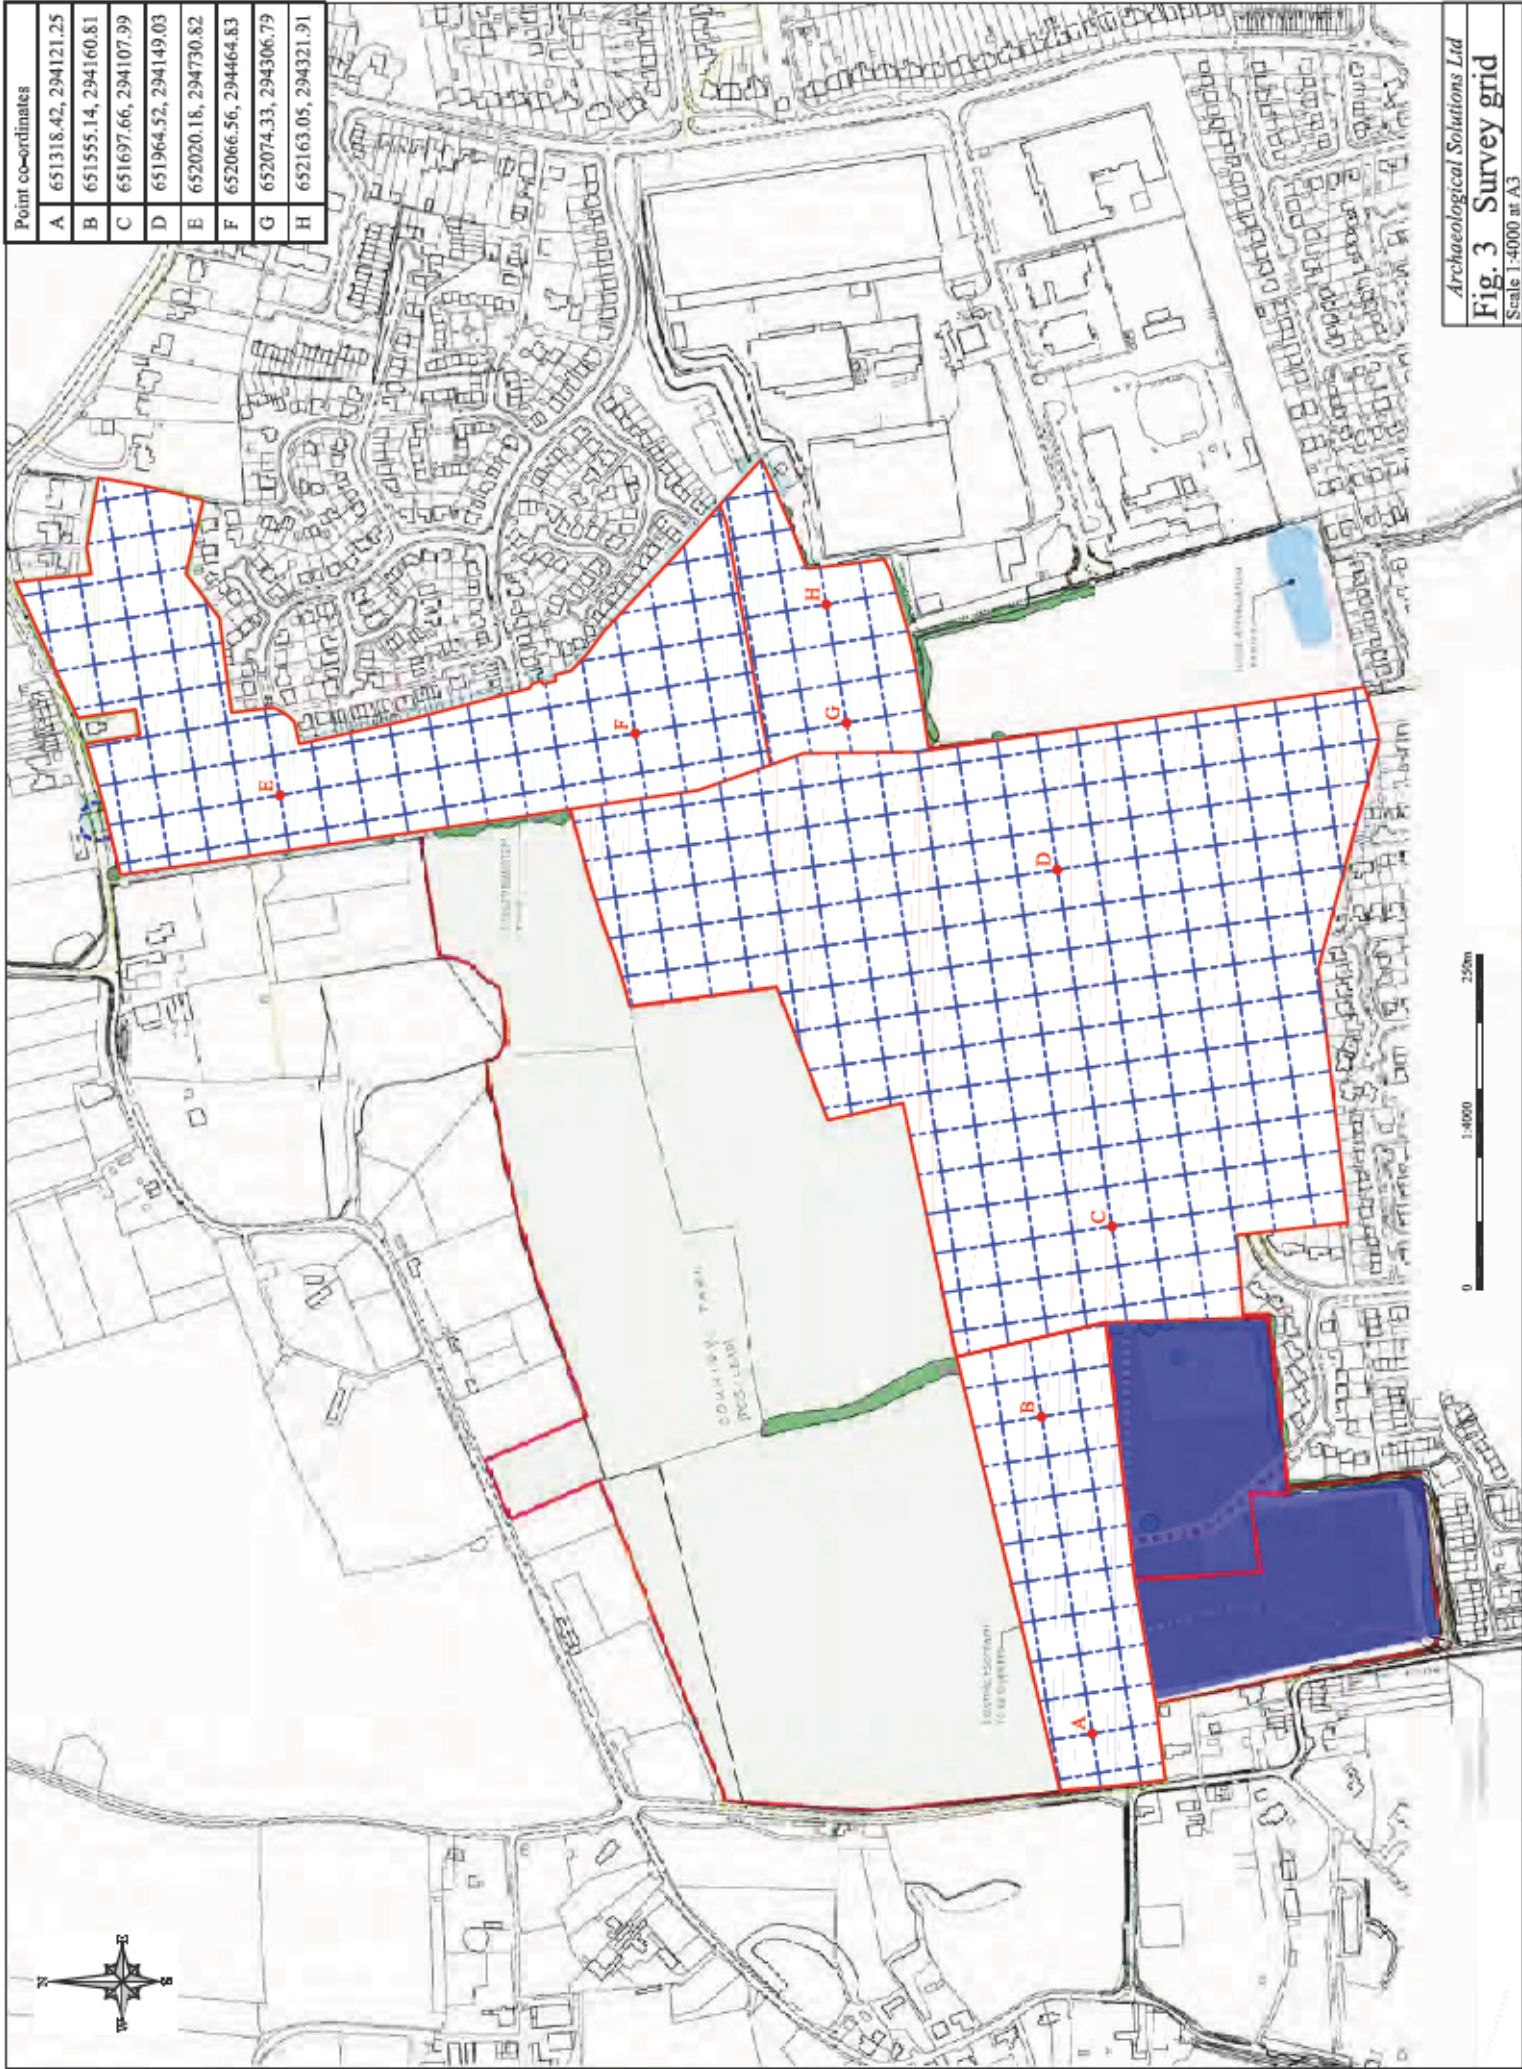 Point co-ordinates
A 651318.42, 294121.25
B 651555.14, 294160.81
C 651697.66, 294107.99
D 651964.52, 294149.03
E 652020.18, 294730.82
F 652066.56, 294464.83
G 652074.33, 294306.79
H 652163.05, 294321.91
N
W E
S
E
F
H
G
D
C
B
A
0 1:4000 250m
Archaeological Solutions Ltd
Fig. 3 Survey grid
Scale 1:4000 at A3